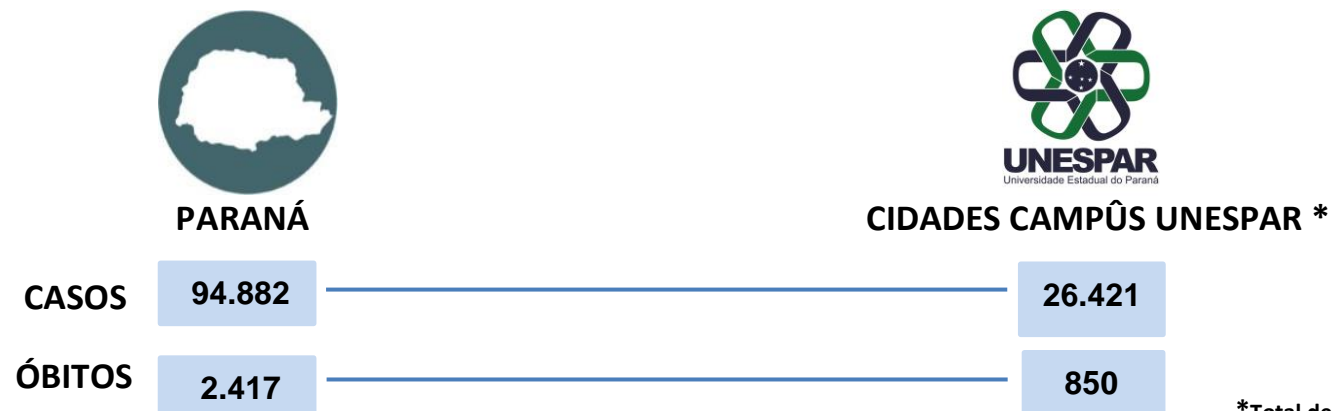 UNESPAR
Universidade Estadual do Paraná
PARANÁ
CIDADES CAMPÛS UNESPAR *
CASOS 94.882 26.421
ÓBITOS 2.417 850
*Total de